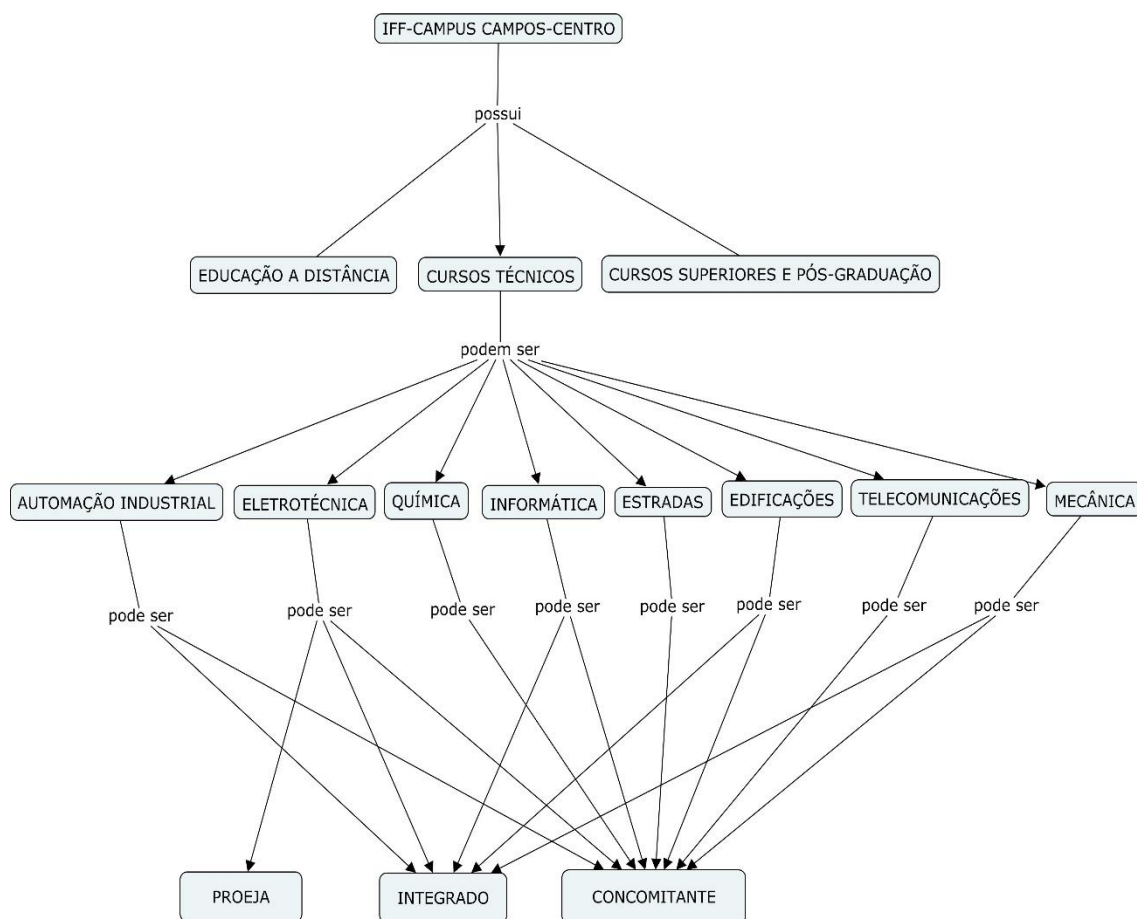 IFF-CAMPUS CAMPOS-CENTRO
possui
EDUCAÇÃO A DISTÂNCIA
CURSOS TÉCNICOS
CURSOS SUPERIORES E PÓS-GRADUAÇÃO
podem ser
AUTOMAÇÃO INDUSTRIAL
ELETROTÉCNICA
QUÍMICA
INFORMÁTICA
ESTRADAS
EDIFICAÇÕES
TELECOMUNICAÇÕES
MECÂNICA
pode ser
pode ser
pode ser
pode ser
pode ser
pode ser
pode ser
pode ser
PROEJA
INTEGRADO
CONCOMITANTE